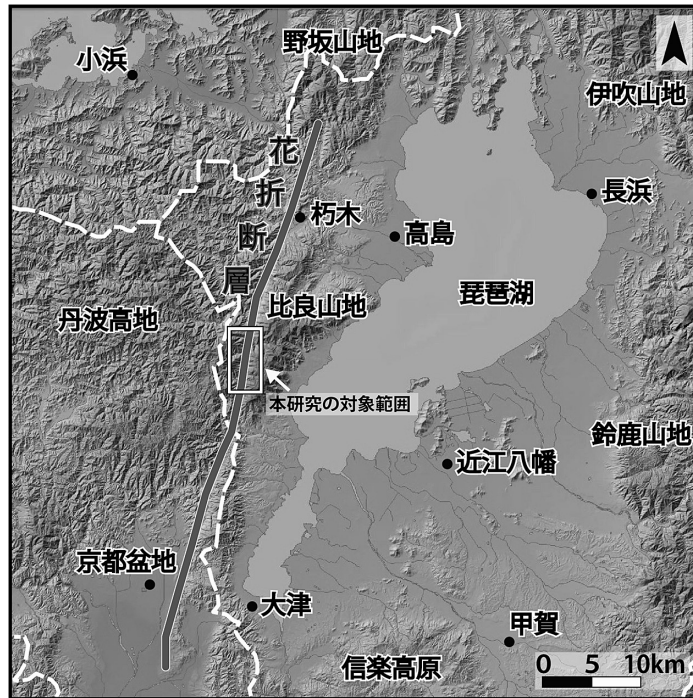 野坂山地
小浜
伊吹山地
花折断層
長浜
朽木
高島
琵琶湖
比良山地
丹波高地
本研究の対象範囲
鈴鹿山地
近江八幡
京都盆地
大津
甲賀
信楽高原
0 5 10km